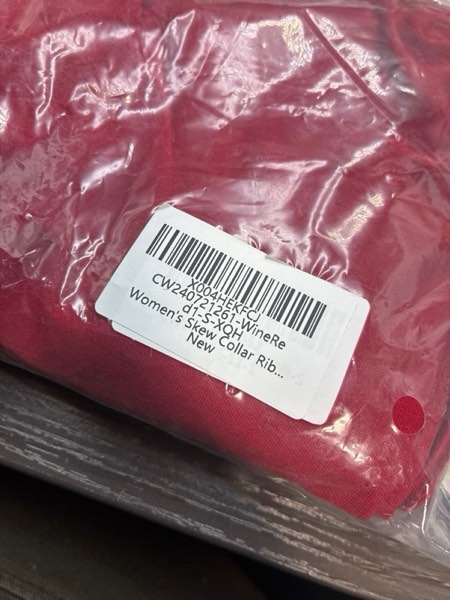 X004HEKFCJ
CW240721261-WineRe
d1-S-XQH
Women's Skew Collar Rib...
New